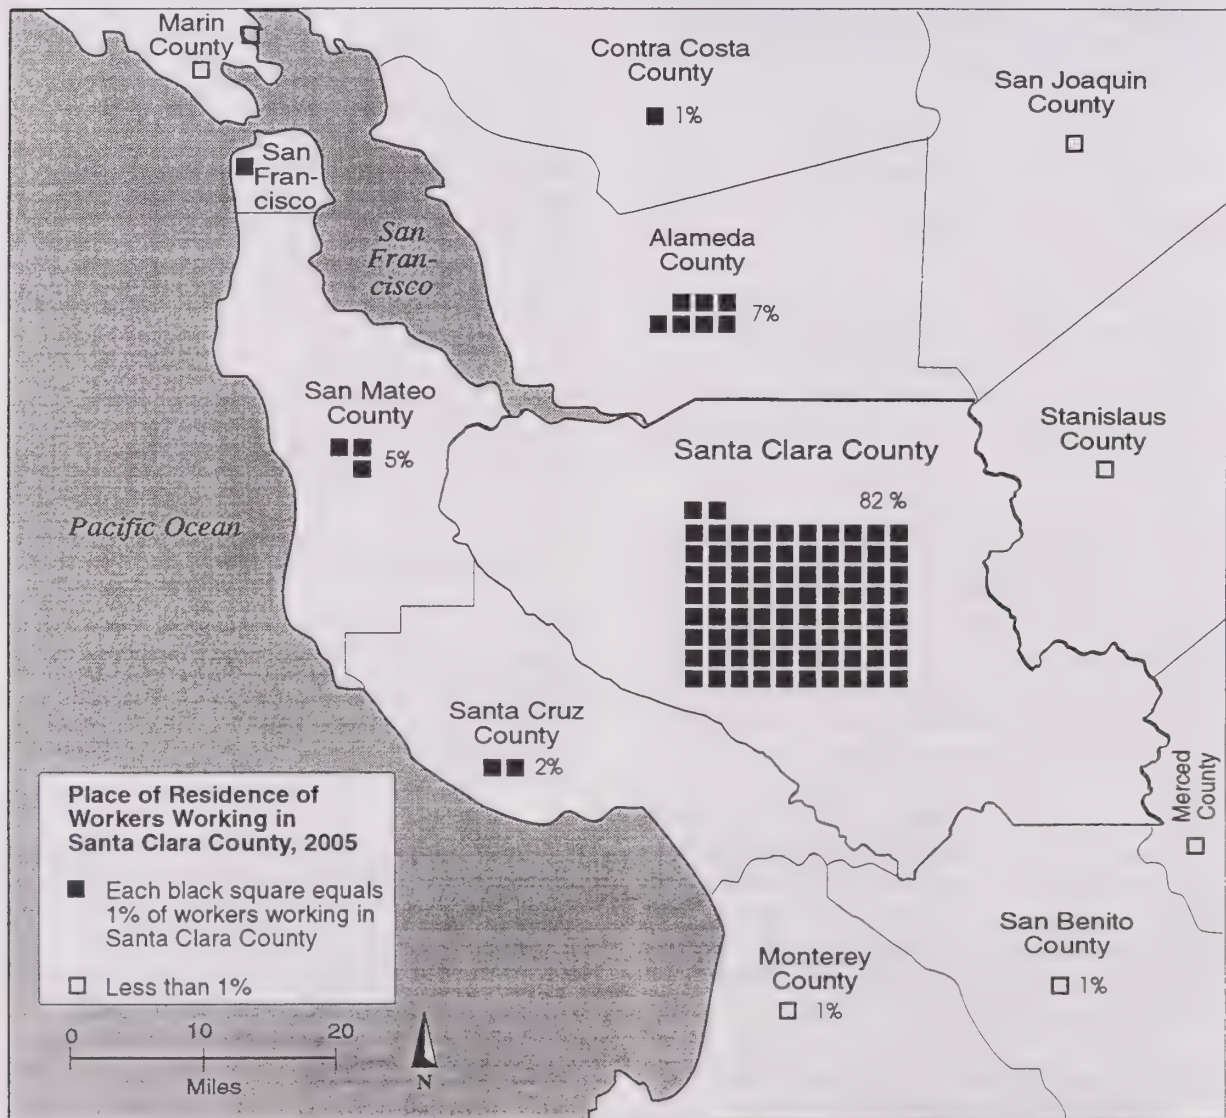 Marin
County
Contra Costa
County
1%
San Joaquin
County
San
Fran-
cisco
San
Fran-
cisco
Alameda
County
7%
San Mateo
County
5%
Stanislaus
County
Santa Clara County
82 %
Pacific Ocean
Santa Cruz
County
2%
Merced
County
Place of Residence of
Workers Working in
Santa Clara County, 2005
Each black square equals
1% of workers working in
Santa Clara County
Less than 1%
San Benito
County
1%
Monterey
County
1%
0 10 20
Miles
N